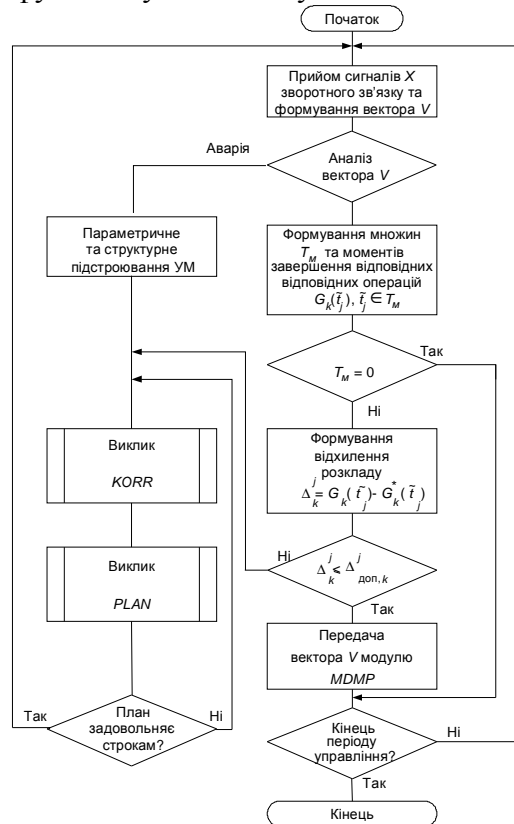 Початок
Прийом сигналів X
зворотного зв'язку та
формування вектора V
Аварія
Аналіз
вектора V
Параметричне
та структурне
підстроювання УМ
Формування множин
T_м та моментів
завершення відповідних
відповідних операцій
G_k(t̃_j), t̃_j ∈ T_м
T_м = 0
Так
Ні
Формування
відхилення
розкладу
Δ_k^j = G_k(t̃_j) - G_k^*(t̃_j)
Виклик
KORR
Ні
Δ_k^j ⩽ Δ_доп,k^j
Так
Виклик
PLAN
Передача
вектора V модулю
MDMP
Так
План
задовольняє
строкам?
Ні
Кінець
періоду
управління?
Ні
Так
Кінець